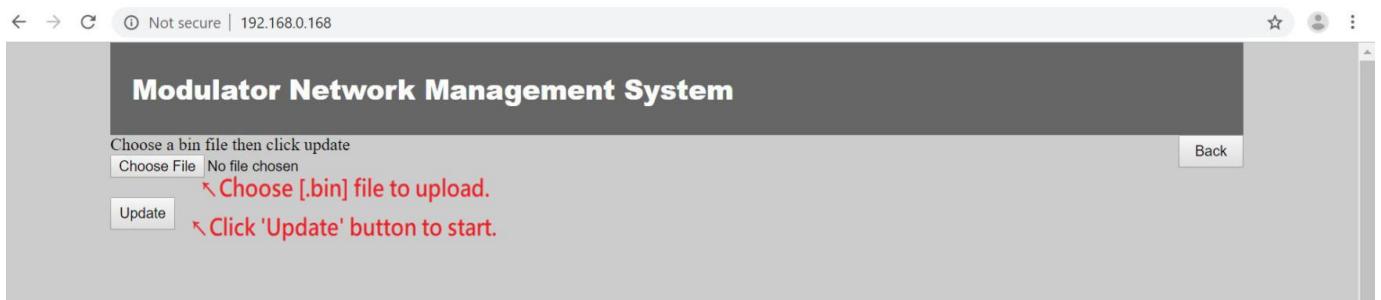 Not secure | 192.168.0.168
Modulator Network Management System
Choose a bin file then click update
Back
Choose File No file chosen
↖Choose [.bin] file to upload.
Update
↖Click 'Update' button to start.